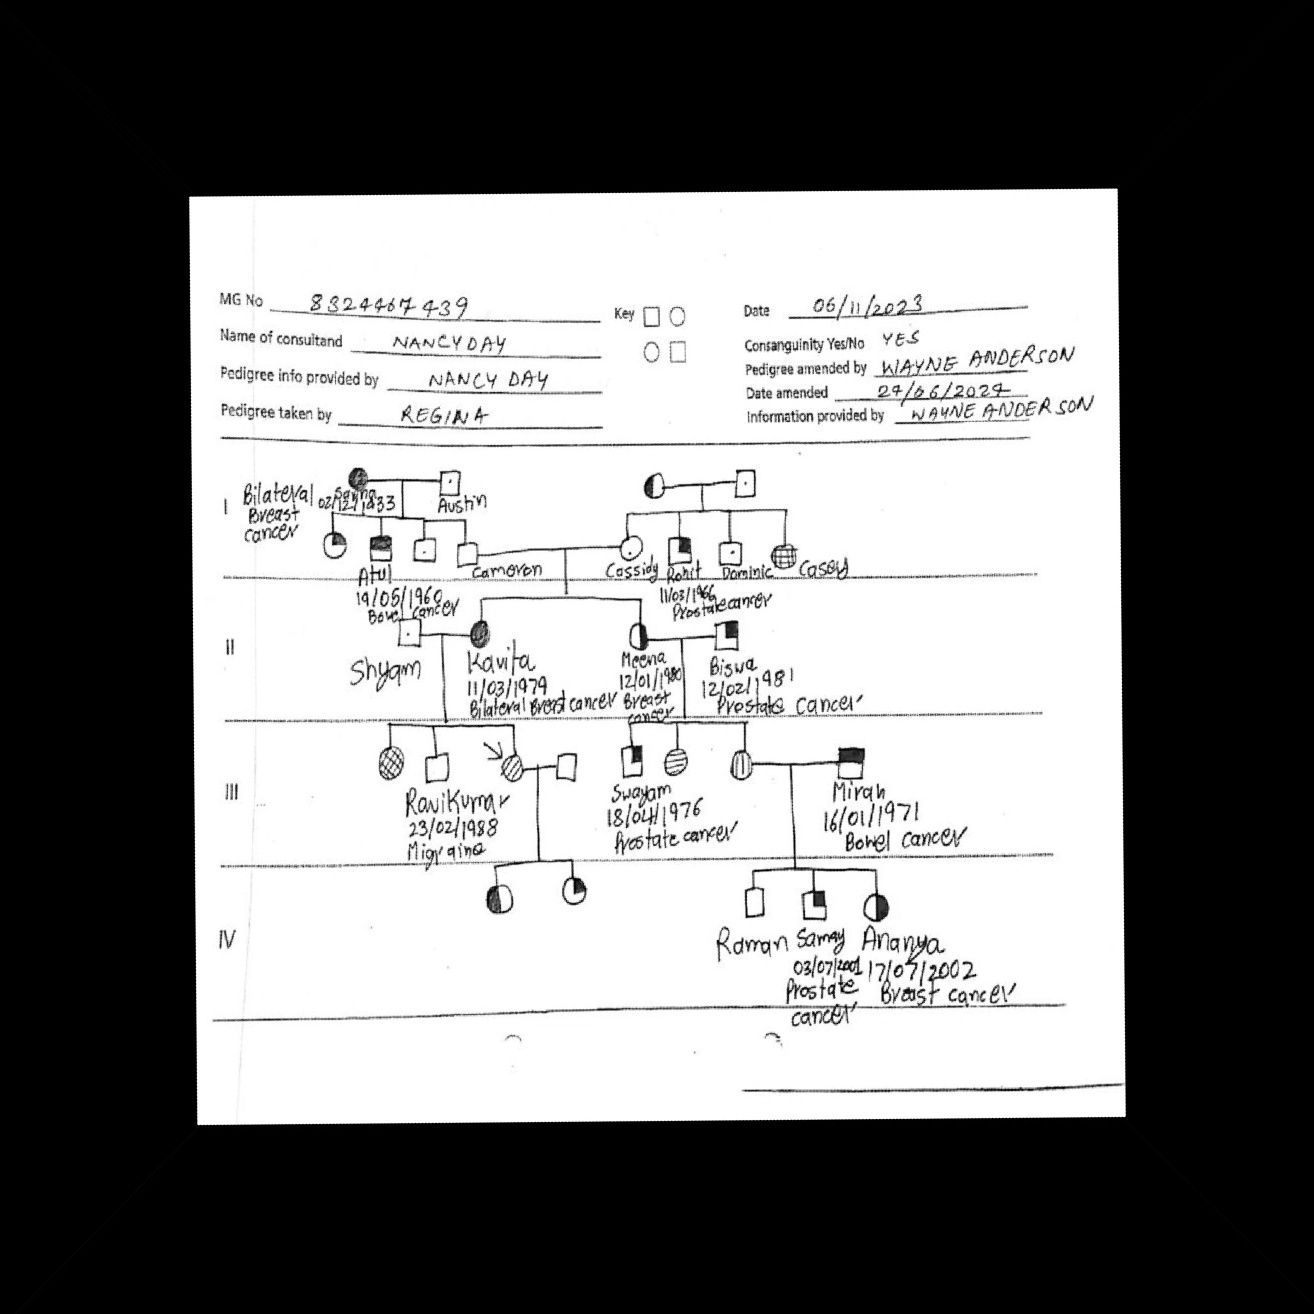 MG No 8324467439
Name of consultand NANCY DAY
Pedigree info provided by NANCY DAY
Pedigree taken by REGINA
Key
Date 06/11/2023
Consanguinity Yes/No YES
Pedigree amended by WAYNE ANDERSON
Date amended 24/06/2024
Information provided by WAYNE ANDERSON
I
Bilateral
Breast
cancer
02/12/1933
Austin
Atul
19/05/1960
Bowel cancer
Cameron
Cassidy
Rohit
11/03/1966
Prostate cancer
Dominic
Casey
II
Shyam
Kavita
11/03/1979
Bilateral Breast cancer
Meena
12/01/1980
Breast
cancer
Biswa
12/02/1981
Prostate cancer
III
RaviKumar
23/02/1988
Migraine
Swayam
18/04/1976
Prostate cancer
Mirah
16/01/1971
Bowel cancer
IV
Raman
Samay
03/07/2001
Prostate
cancer
Ananya
17/07/2002
Breast cancer